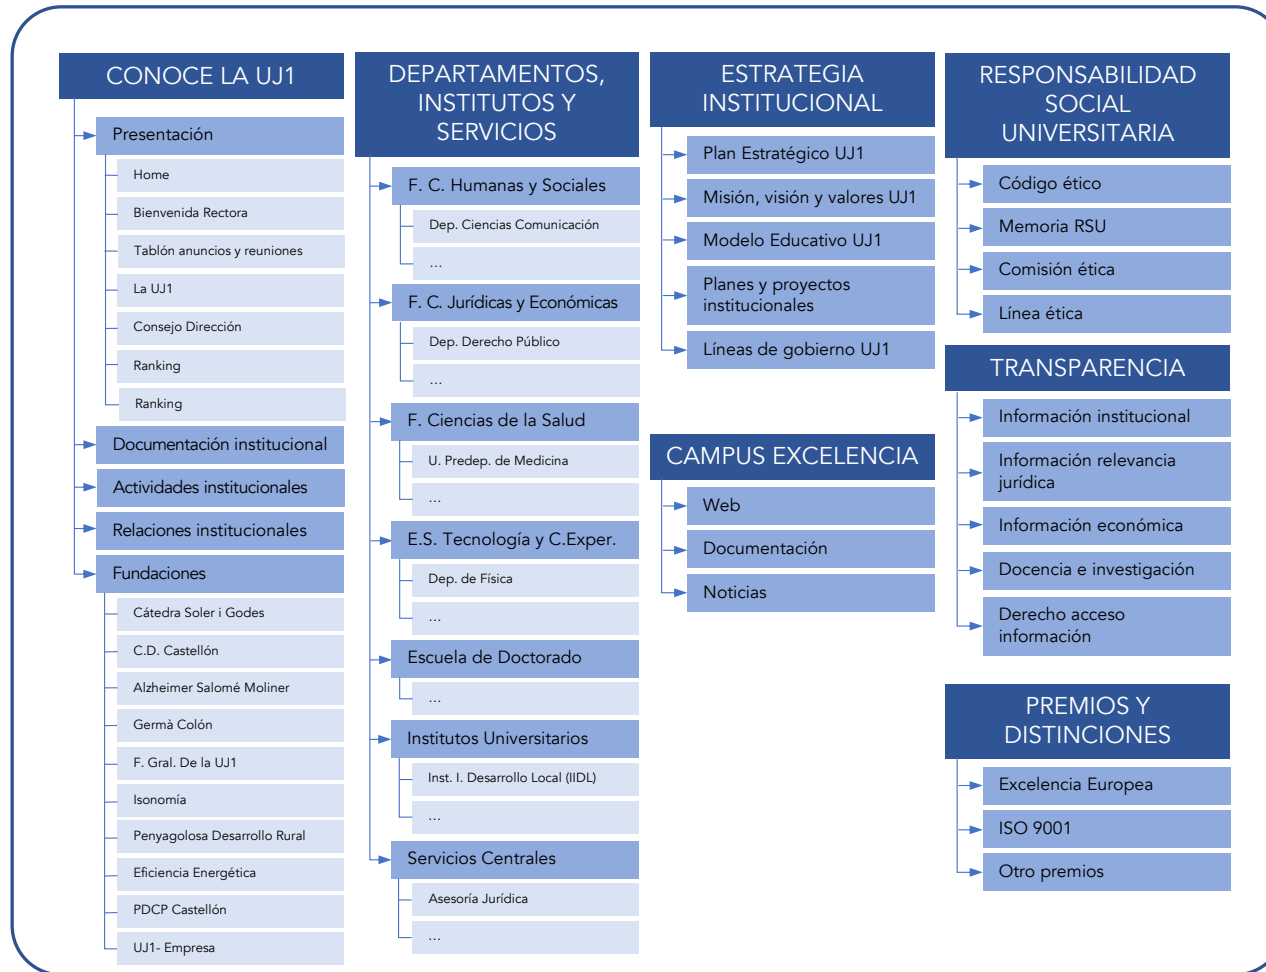 CONOCE LA UJ1
Presentación
Home
Bienvenida Rectora
Tablón anuncios y reuniones
La UJ1
Consejo Dirección
Ranking
Ranking
Documentación institucional
Actividades institucionales
Relaciones institucionales
Fundaciones
Cátedra Soler i Godes
C.D. Castellón
Alzheimer Salomé Moliner
Germà Colón
F. Gral. De la UJ1
Isonomía
Penyagolosa Desarrollo Rural
Eficiencia Energética
PDCP Castellón
UJ1- Empresa
DEPARTAMENTOS,
INSTITUTOS Y
SERVICIOS
F. C. Humanas y Sociales
Dep. Ciencias Comunicación
...
F. C. Jurídicas y Económicas
Dep. Derecho Público
...
F. Ciencias de la Salud
U. Predep. de Medicina
...
E.S. Tecnología y C.Exper.
Dep. de Física
...
Escuela de Doctorado
...
Institutos Universitarios
Inst. I. Desarrollo Local (IIDL)
...
Servicios Centrales
Asesoría Jurídica
...
ESTRATEGIA
INSTITUCIONAL
Plan Estratégico UJ1
Misión, visión y valores UJ1
Modelo Educativo UJ1
Planes y proyectos
institucionales
Líneas de gobierno UJ1
CAMPUS EXCELENCIA
Web
Documentación
Noticias
RESPONSABILIDAD
SOCIAL
UNIVERSITARIA
Código ético
Memoria RSU
Comisión ética
Línea ética
TRANSPARENCIA
Información institucional
Información relevancia
jurídica
Información económica
Docencia e investigación
Derecho acceso
información
PREMIOS Y
DISTINCIONES
Excelencia Europea
ISO 9001
Otro premios